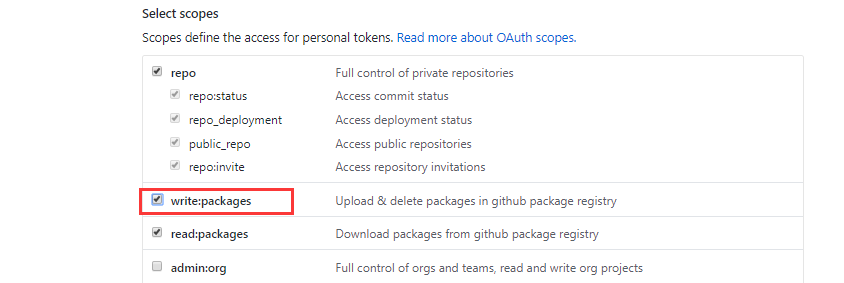 Select scopes
Scopes define the access for personal tokens. Read more about OAuth scopes.
repo Full control of private repositories
repo:status Access commit status
repo_deployment Access deployment status
public_repo Access public repositories
repo:invite Access repository invitations
write:packages Upload & delete packages in github package registry
read:packages Download packages from github package registry
admin:org Full control of orgs and teams, read and write org projects